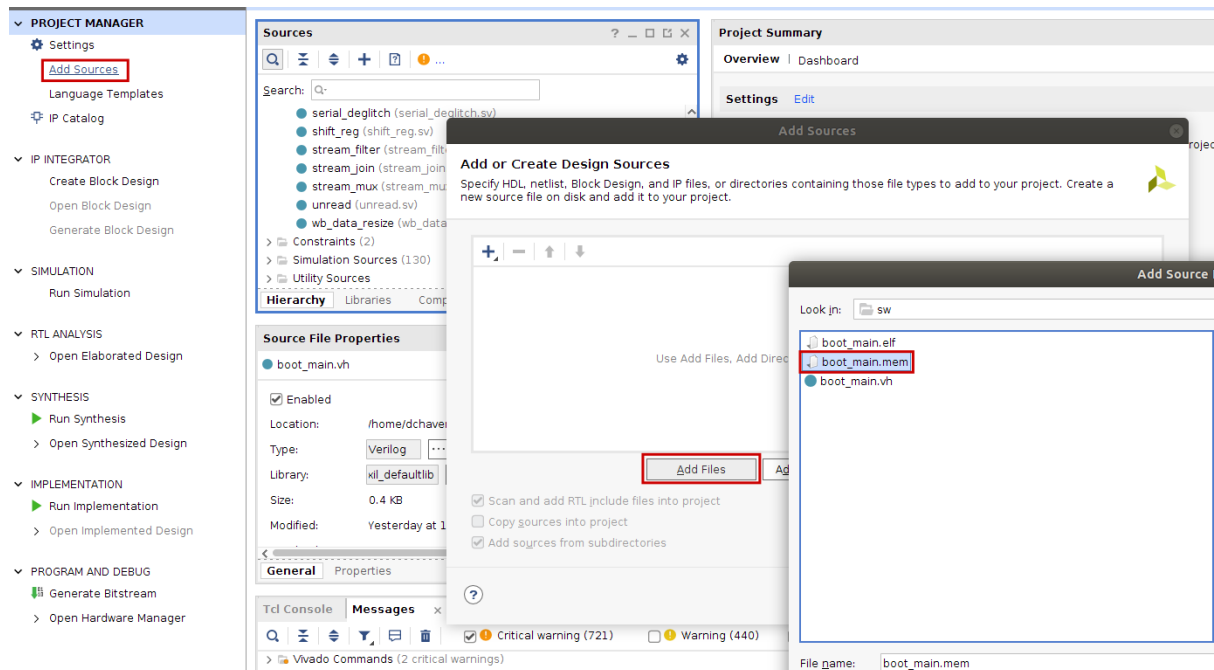 PROJECT MANAGER
Settings
Add Sources
Language Templates
IP Catalog
IP INTEGRATOR
Create Block Design
Open Block Design
Generate Block Design
SIMULATION
Run Simulation
RTL ANALYSIS
Open Elaborated Design
SYNTHESIS
Run Synthesis
Open Synthesized Design
IMPLEMENTATION
Run Implementation
Open Implemented Design
PROGRAM AND DEBUG
Generate Bitstream
Open Hardware Manager
Sources
Search:
serial_deglitch (serial_deglitch.sv)
shift_reg (shift_reg.sv)
stream_filter (stream_filt
stream_join (stream_join
stream_mux (stream_mu
unread (unread.sv)
wb_data_resize (wb_data
Constraints (2)
Simulation Sources (130)
Utility Sources
Hierarchy Libraries Comp
Source File Properties
boot_main.vh
Enabled
Location: /home/dchaver
Type: Verilog
Library: xil_defaultlib
Size: 0.4 KB
Modified: Yesterday at 1
General Properties
Tcl Console Messages
Critical warning (721) Warning (440)
Vivado Commands (2 critical warnings)
Project Summary
Overview | Dashboard
Settings Edit
rojec
Add Sources
Add or Create Design Sources
Specify HDL, netlist, Block Design, and IP files, or directories containing those file types to add to your project. Create a
new source file on disk and add it to your project.
Use Add Files, Add Direc
Add Files Ad
Scan and add RTL include files into project
Copy sources into project
Add sources from subdirectories
Add Source
Look in: sw
boot_main.elf
boot_main.mem
boot_main.vh
File name: boot_main.mem